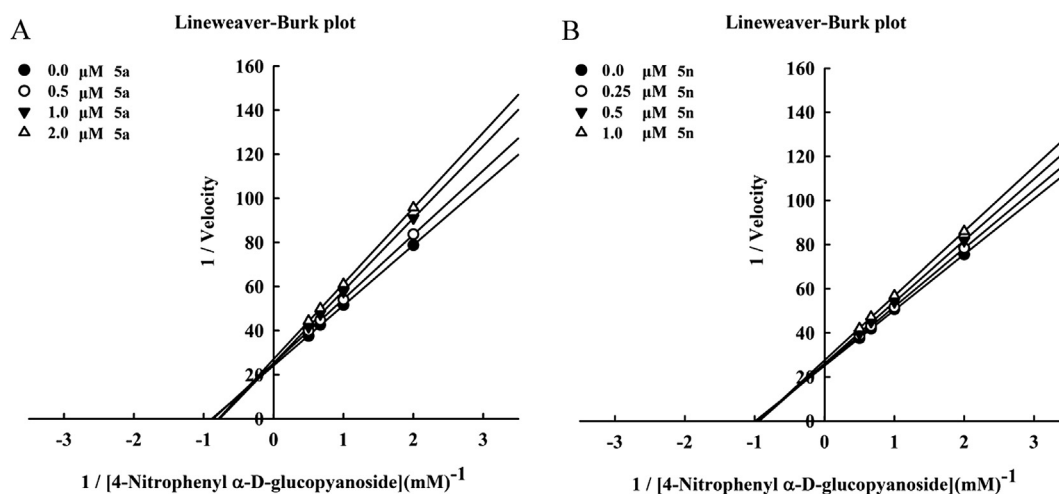 A
Lineweaver-Burk plot
0.0 μM 5a
0.5 μM 5a
1.0 μM 5a
2.0 μM 5a
1 / Velocity
160
140
120
100
80
60
40
20
0
-3 -2 -1 0 1 2 3
1 / [4-Nitrophenyl α-D-glucopyanoside](mM)-1
B
Lineweaver-Burk plot
0.0 μM 5n
0.25 μM 5n
0.5 μM 5n
1.0 μM 5n
1 / Velocity
160
140
120
100
80
60
40
20
0
-3 -2 -1 0 1 2 3
1 / [4-Nitrophenyl α-D-glucopyanoside](mM)-1